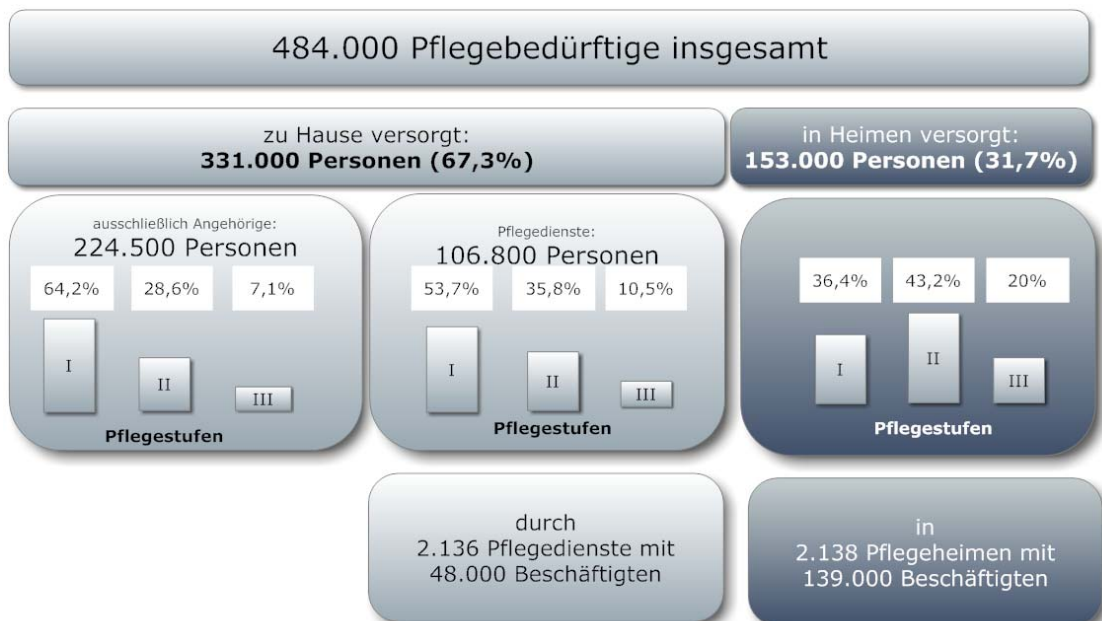 484.000 Pflegebedürftige insgesamt
zu Hause versorgt:
331.000 Personen (67,3%)
in Heimen versorgt:
153.000 Personen (31,7%)
ausschließlich Angehörige:
224.500 Personen
64,2% 28,6% 7,1%
I II III
Pflegestufen
Pflegedienste:
106.800 Personen
53,7% 35,8% 10,5%
I II III
Pflegestufen
36,4% 43,2% 20%
I II III
Pflegestufen
durch
2.136 Pflegedienste mit
48.000 Beschäftigten
in
2.138 Pflegeheimen mit
139.000 Beschäftigten